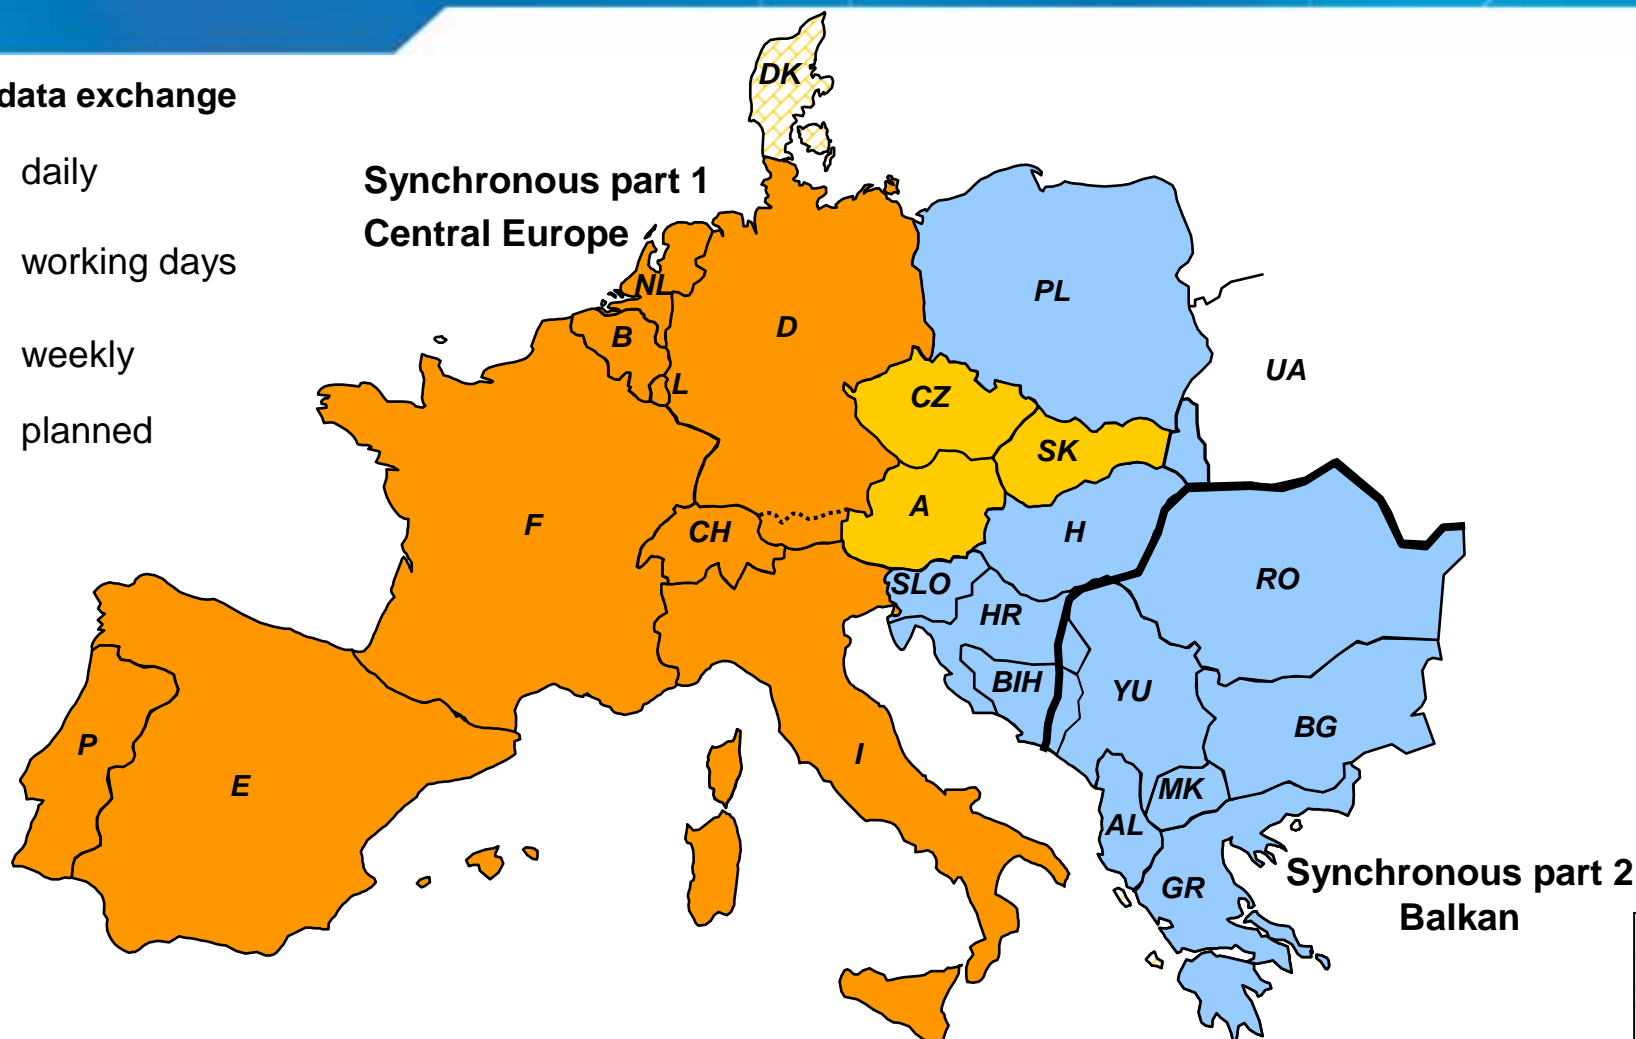 data exchange
daily
working days
weekly
planned
Synchronous part 1
Central Europe
DK
NL
B
L
D
PL
UA
CZ
SK
A
F
CH
H
SLO
HR
RO
BIH
YU
BG
P
E
I
MK
AL
GR
Synchronous part 2
Balkan